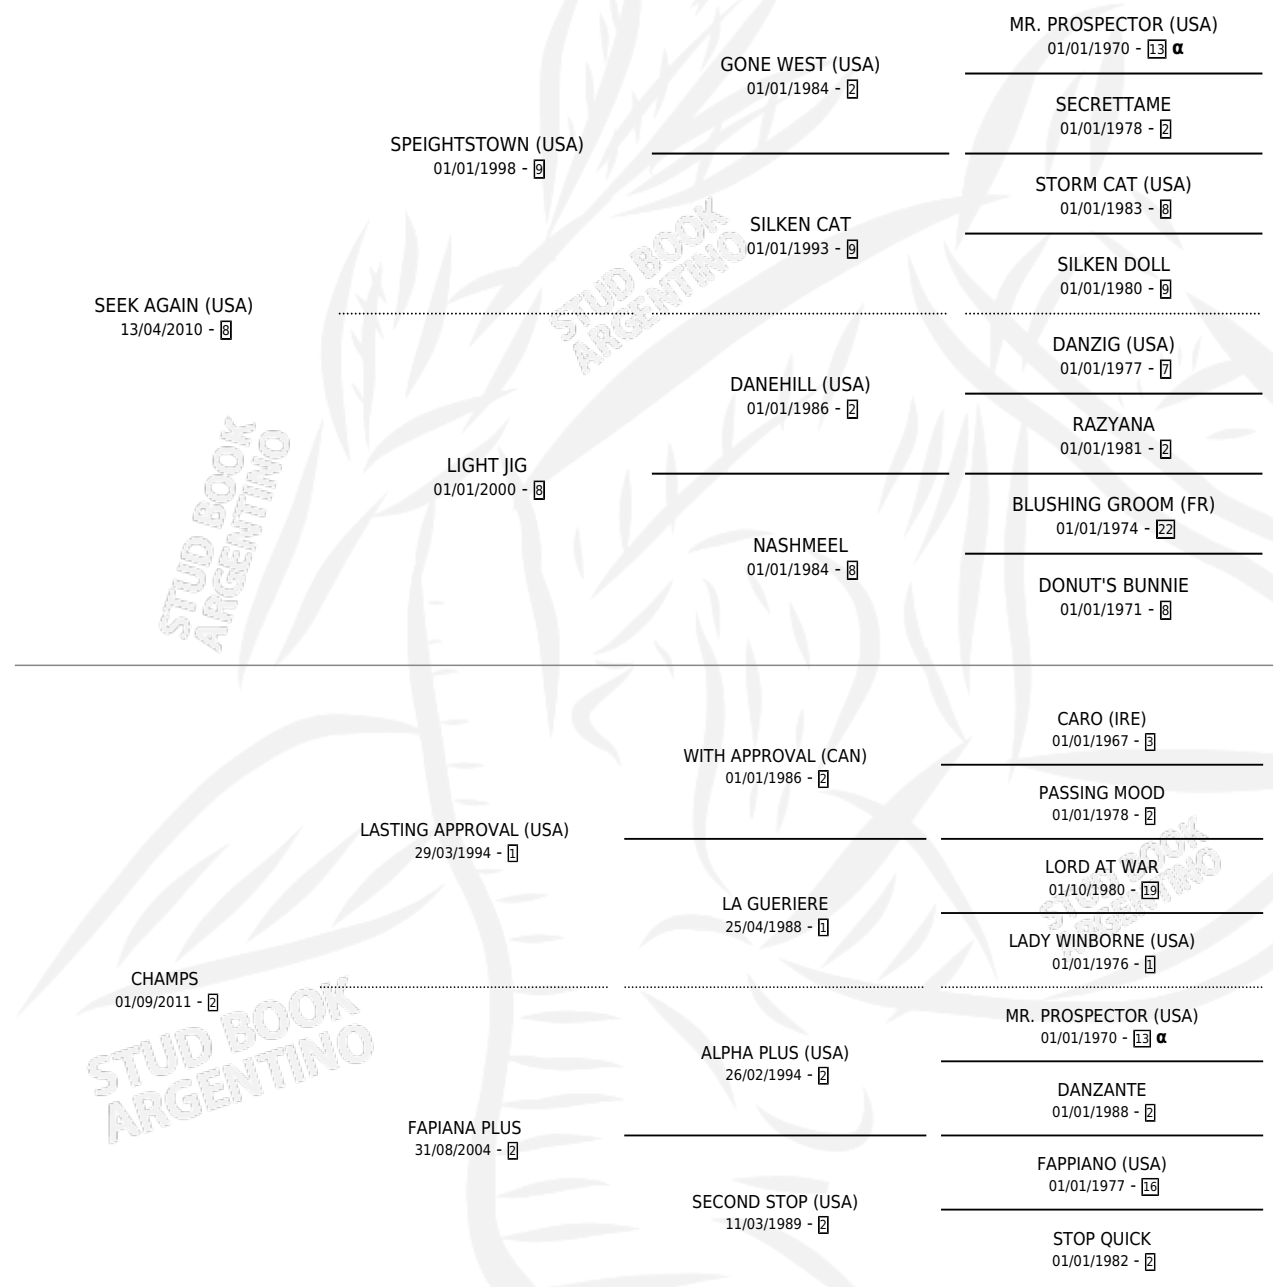 MR. PROSPECTOR (USA)
01/01/1970 - 13 α
GONE WEST (USA)
01/01/1984 - 2
SECRETTAME
01/01/1978 - 2
SPEIGHTSTOWN (USA)
01/01/1998 - 9
STORM CAT (USA)
01/01/1983 - 8
SILKEN CAT
01/01/1993 - 9
SILKEN DOLL
01/01/1980 - 9
SEEK AGAIN (USA)
13/04/2010 - 8
DANZIG (USA)
01/01/1977 - 7
DANEHILL (USA)
01/01/1986 - 2
RAZYANA
01/01/1981 - 2
LIGHT JIG
01/01/2000 - 8
BLUSHING GROOM (FR)
01/01/1974 - 22
NASHMEEL
01/01/1984 - 8
DONUT'S BUNNIE
01/01/1971 - 8
CARO (IRE)
01/01/1967 - 3
WITH APPROVAL (CAN)
01/01/1986 - 2
PASSING MOOD
01/01/1978 - 2
LASTING APPROVAL (USA)
29/03/1994 - 1
LORD AT WAR
01/10/1980 - 19
LA GUERIERE
25/04/1988 - 1
LADY WINBORNE (USA)
01/01/1976 - 1
CHAMPS
01/09/2011 - 2
MR. PROSPECTOR (USA)
01/01/1970 - 13 α
ALPHA PLUS (USA)
26/02/1994 - 2
DANZANTE
01/01/1988 - 2
FAPIANA PLUS
31/08/2004 - 2
FAPPIANO (USA)
01/01/1977 - 16
SECOND STOP (USA)
11/03/1989 - 2
STOP QUICK
01/01/1982 - 2
STUD BOOK
ARGENTINO
STUD BOOK
ARGENTINO
STUD BOOK
ARGENTINO
STUD BOOK
ARGENTINO